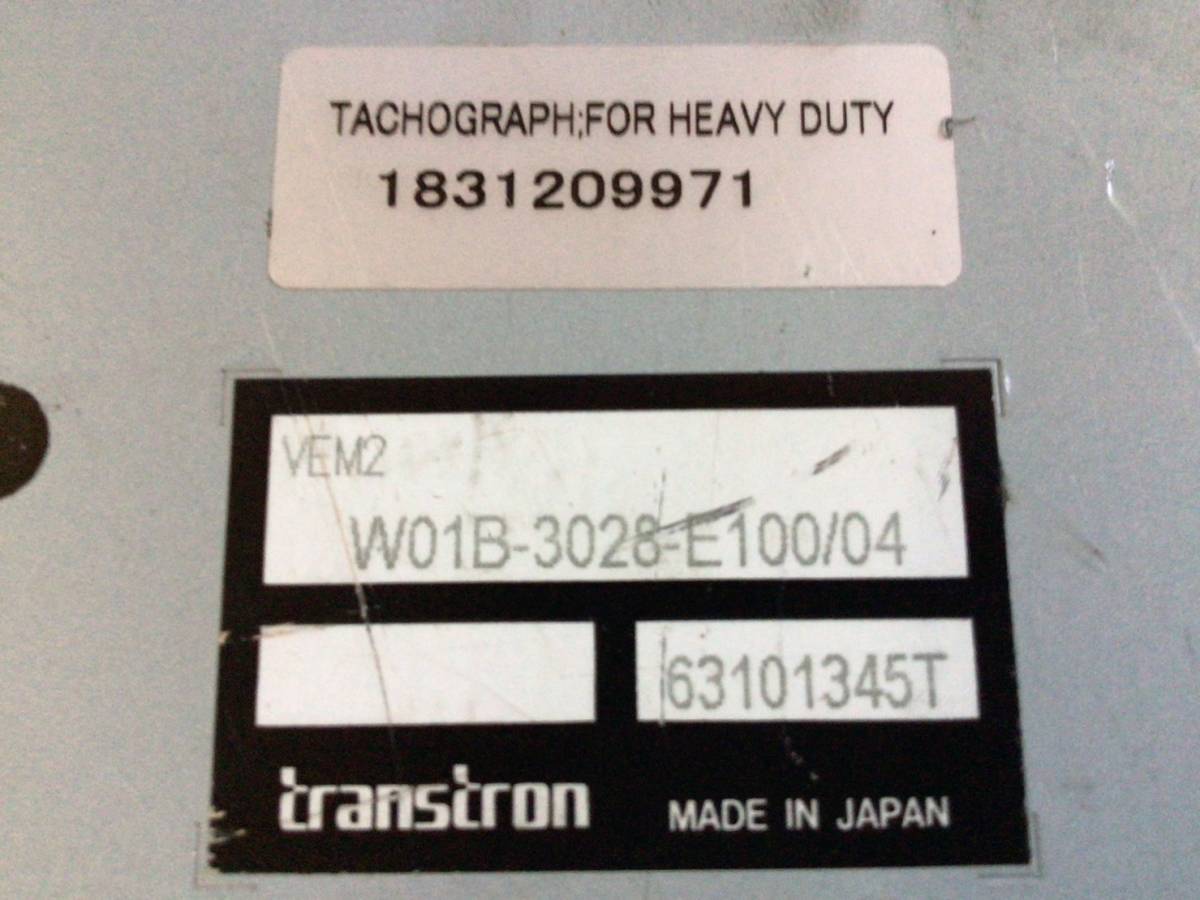 TACHOGRAPH;FOR HEAVY DUTY
1831209971
VEM2
W01B-3028-E100/04
63101345T
transtron
MADE IN JAPAN